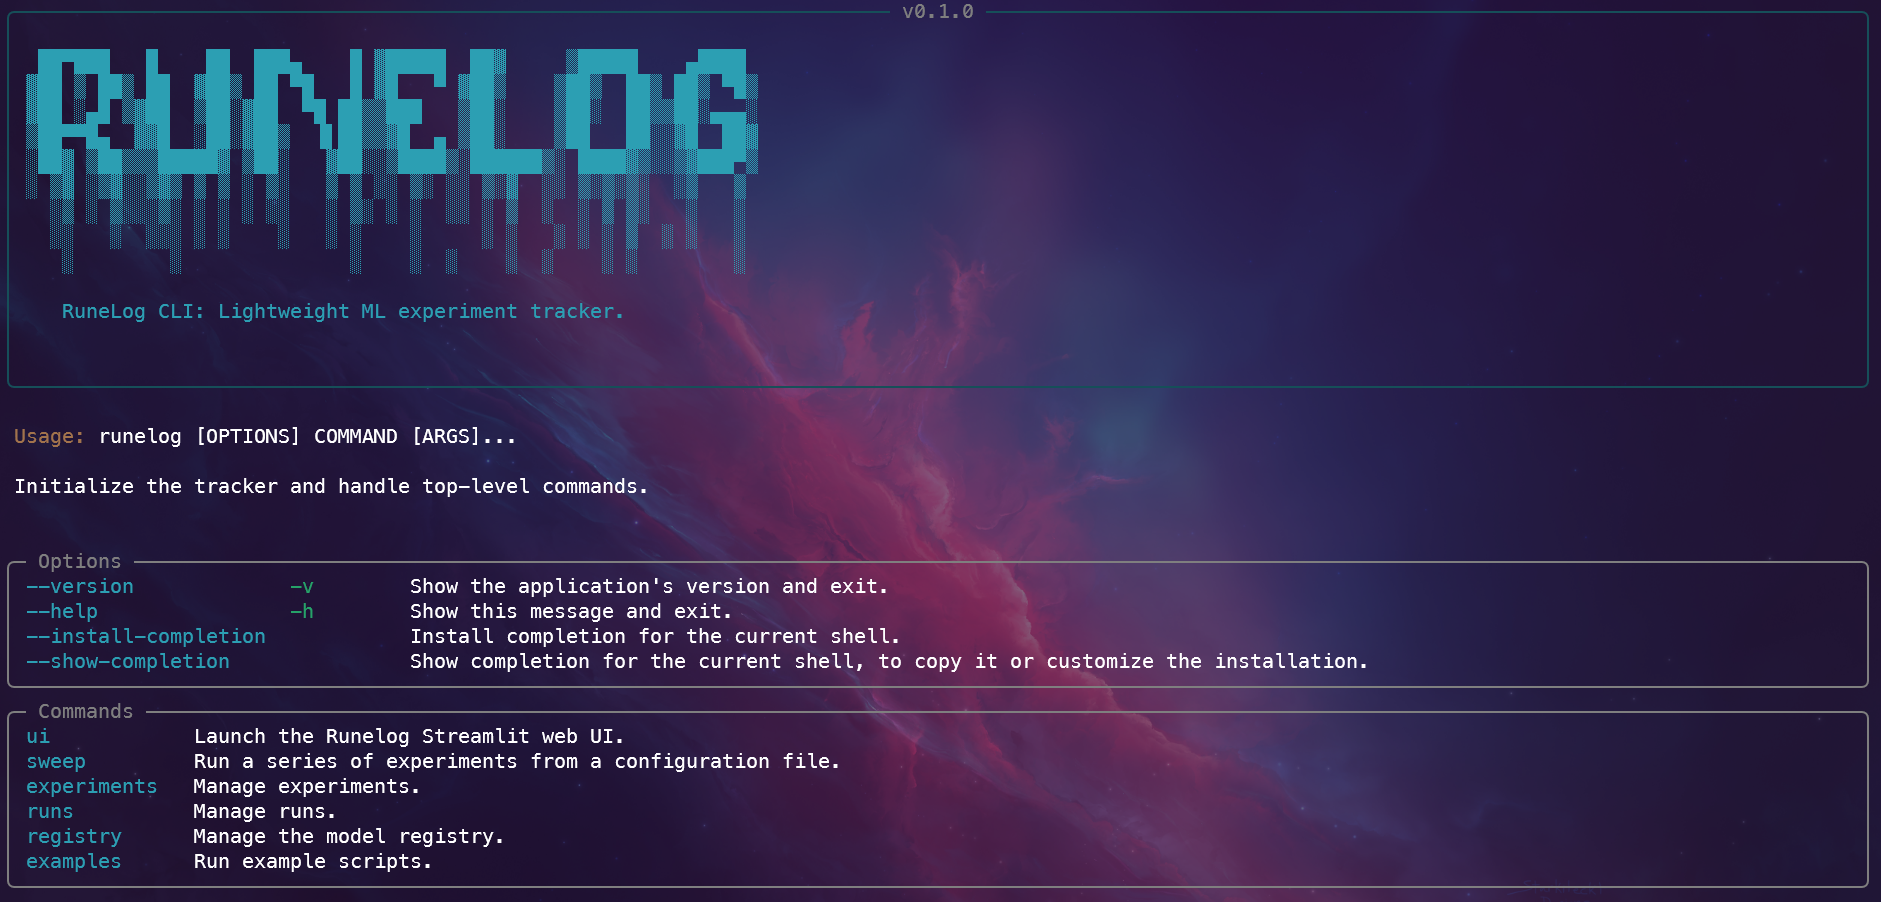 v0.1.0
RUNELOG
RuneLog CLI: Lightweight ML experiment tracker.
Usage: runelog [OPTIONS] COMMAND [ARGS]...
Initialize the tracker and handle top-level commands.
Options
--version -v Show the application's version and exit.
--help -h Show this message and exit.
--install-completion Install completion for the current shell.
--show-completion Show completion for the current shell, to copy it or customize the installation.
Commands
ui Launch the Runelog Streamlit web UI.
sweep Run a series of experiments from a configuration file.
experiments Manage experiments.
runs Manage runs.
registry Manage the model registry.
examples Run example scripts.